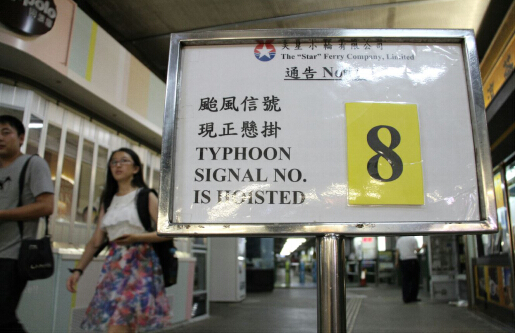 天星小輪有限公司
The "Star" Ferry Company, Limited
通告 No
颱風信號
現正懸掛
TYPHOON
SIGNAL NO. 8
IS HOISTED